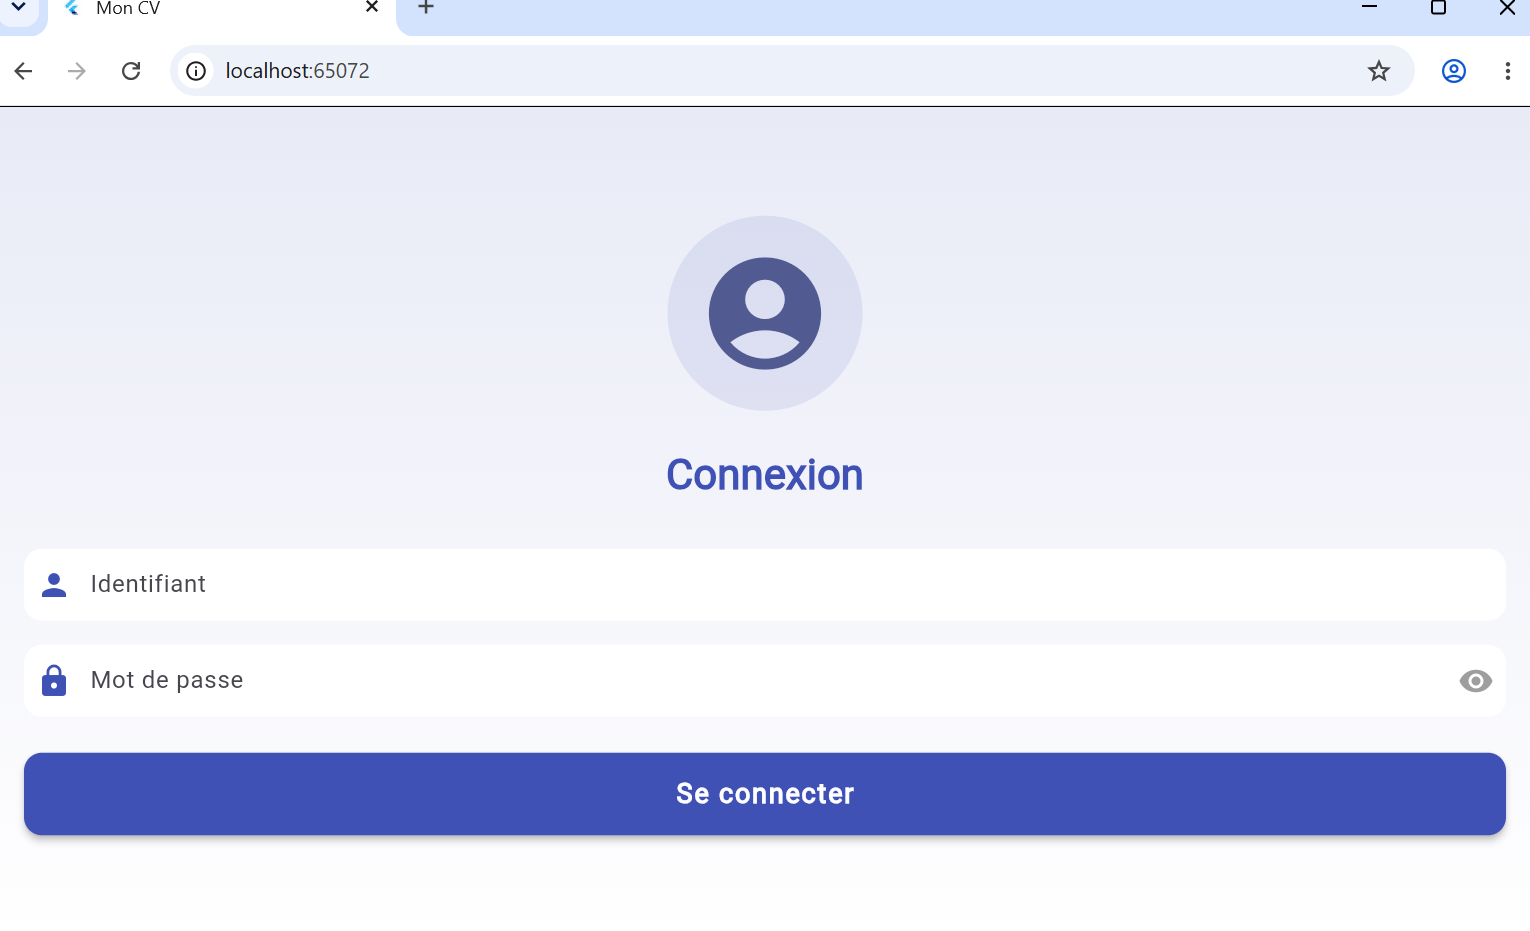 Mon CV
localhost:65072
Connexion
Identifiant
Mot de passe
Se connecter